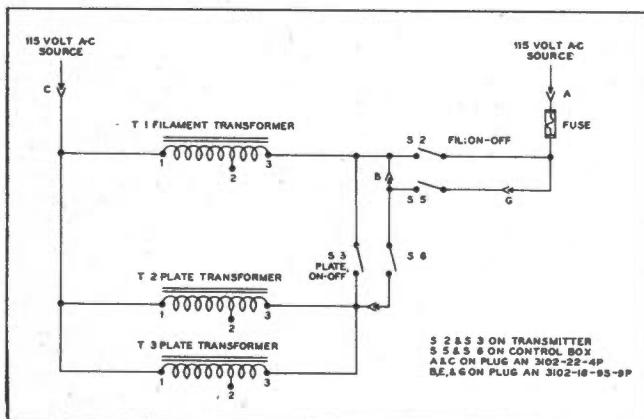 115 VOLT A-C
SOURCE
C
115 VOLT A-C
SOURCE
A
FUSE
T 1 FILAMENT TRANSFORMER
1
2
3
S 2
FIL; ON-OFF
B
S 5
G
S 3
PLATE,
ON-OFF
S 6
T 2 PLATE TRANSFORMER
1
2
3
T 3 PLATE TRANSFORMER
1
2
3
S 2 & S 3 ON TRANSMITTER
S 5 & S 6 ON CONTROL BOX
A & C ON PLUG AN 3102-22-4P
B,E,& G ON PLUG AN 3102-18-9S-9P